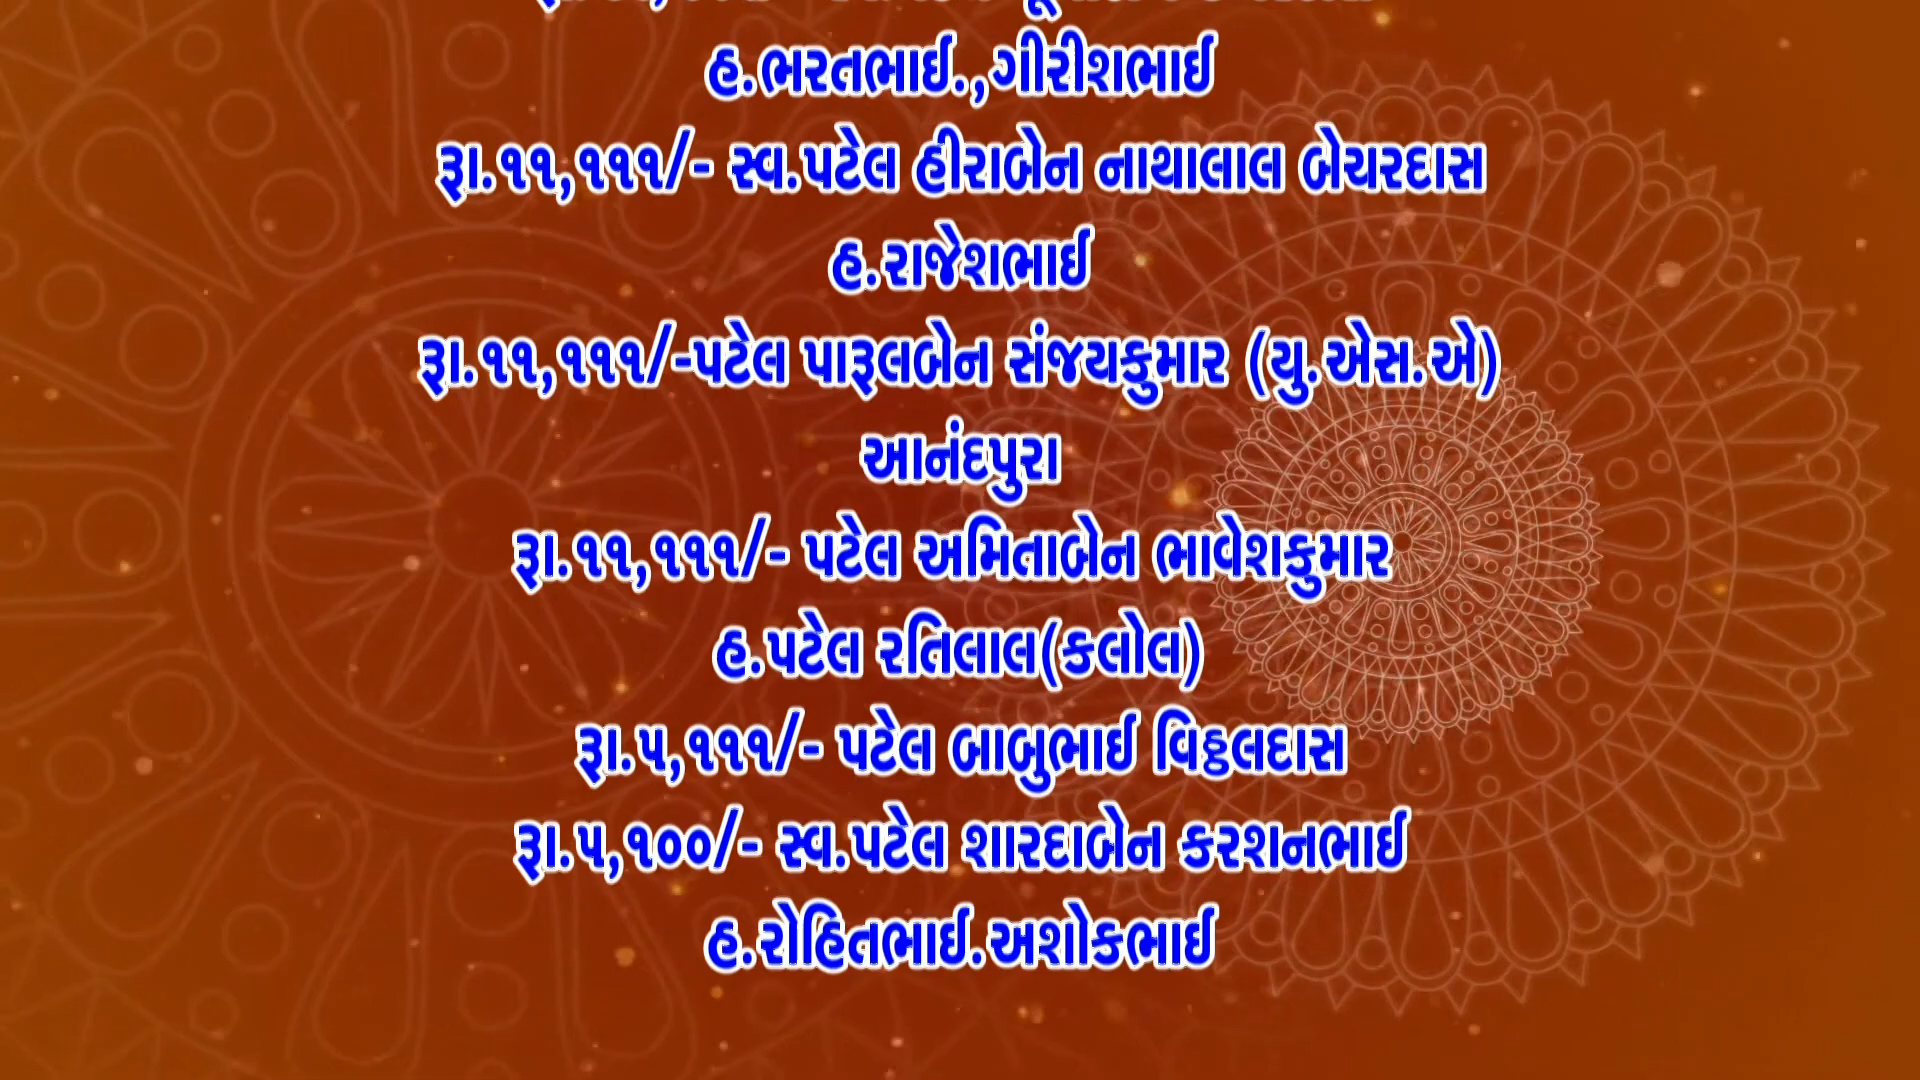 હ.ભરતભાઈ.,ગીરીશભાઈ
રૂા.૧૧,૧૧૧/- સ્વ.પટેલ હીરાબેન નાથાલાલ બેચરદાસ
હ.રાજેશભાઈ
રૂા.૧૧,૧૧૧/-પટેલ પારૂલબેન સંજયકુમાર (યુ.એસ.એ)
આનંદપુરા
રૂા.૧૧,૧૧૧/- પટેલ અમિતાબેન ભાવેશકુમાર
હ.પટેલ રતિલાલ(કલોલ)
રૂા.૫,૧૧૧/- પટેલ બાબુભાઈ વિઠ્ઠલદાસ
રૂા.૫,૧૦૦/- સ્વ.પટેલ શારદાબેન કરશનભાઈ
હ.રોહિતભાઈ.અશોકભાઈ